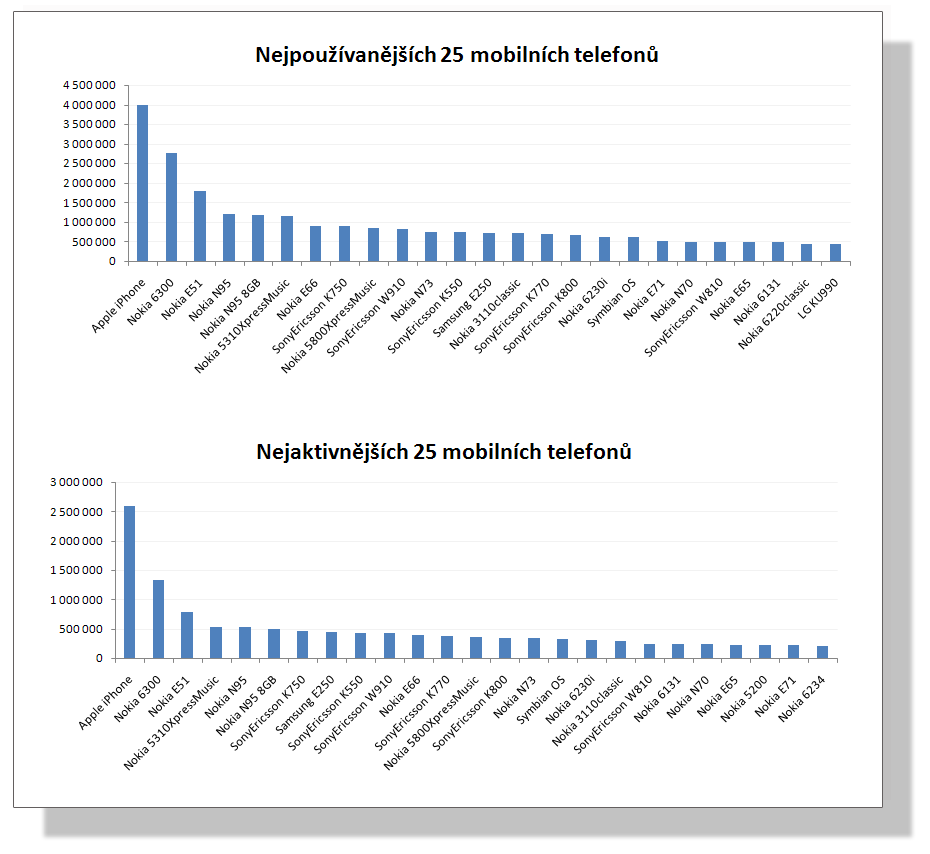 Nejpoužívanějších 25 mobilních telefonů
4 500 000
4 000 000
3 500 000
3 000 000
2 500 000
2 000 000
1 500 000
1 000 000
500 000
0
Apple iPhone
Nokia 6300
Nokia E51
Nokia N95
Nokia N95 8GB
Nokia 5310XpressMusic
Nokia E66
SonyEricsson K750
Nokia 5800XpressMusic
SonyEricsson W910
Nokia N73
SonyEricsson K550
Samsung E250
Nokia 3110classic
SonyEricsson K770
SonyEricsson K800
Nokia 6230i
Symbian OS
Nokia E71
Nokia N70
SonyEricsson W810
Nokia E65
Nokia 6131
Nokia 6220classic
LG KU990
Nejaktivnějších 25 mobilních telefonů
3 000 000
2 500 000
2 000 000
1 500 000
1 000 000
500 000
0
Apple iPhone
Nokia 6300
Nokia E51
Nokia 5310XpressMusic
Nokia N95
Nokia N95 8GB
SonyEricsson K750
Samsung E250
SonyEricsson K550
SonyEricsson W910
Nokia E66
SonyEricsson K770
Nokia 5800XpressMusic
SonyEricsson K800
Nokia N73
Symbian OS
Nokia 6230i
Nokia 3110classic
SonyEricsson W810
Nokia 6131
Nokia N70
Nokia E65
Nokia 5200
Nokia E71
Nokia 6234